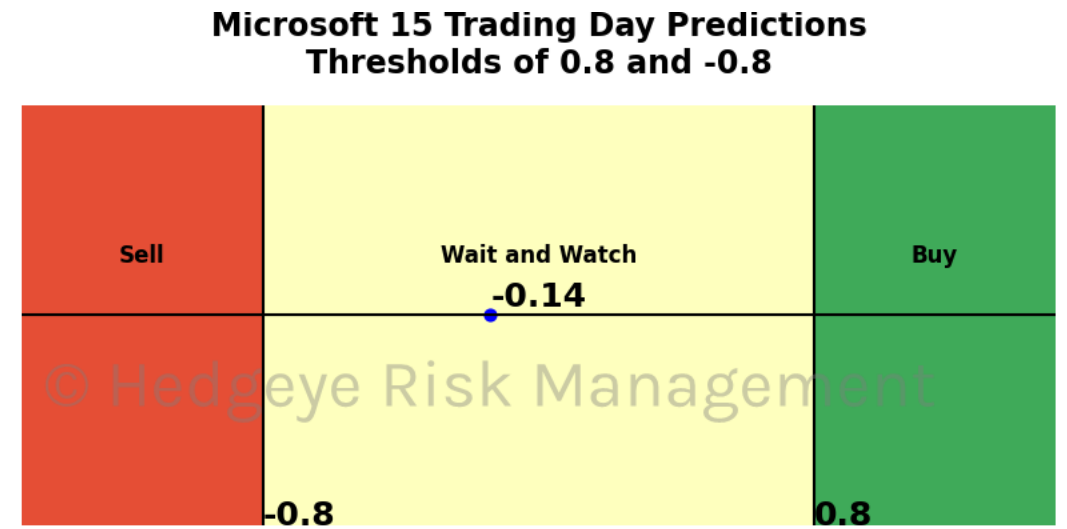 Microsoft 15 Trading Day Predictions
Thresholds of 0.8 and -0.8
Sell Wait and Watch Buy
-0.14
© Hedgeye Risk Management
-0.8 0.8